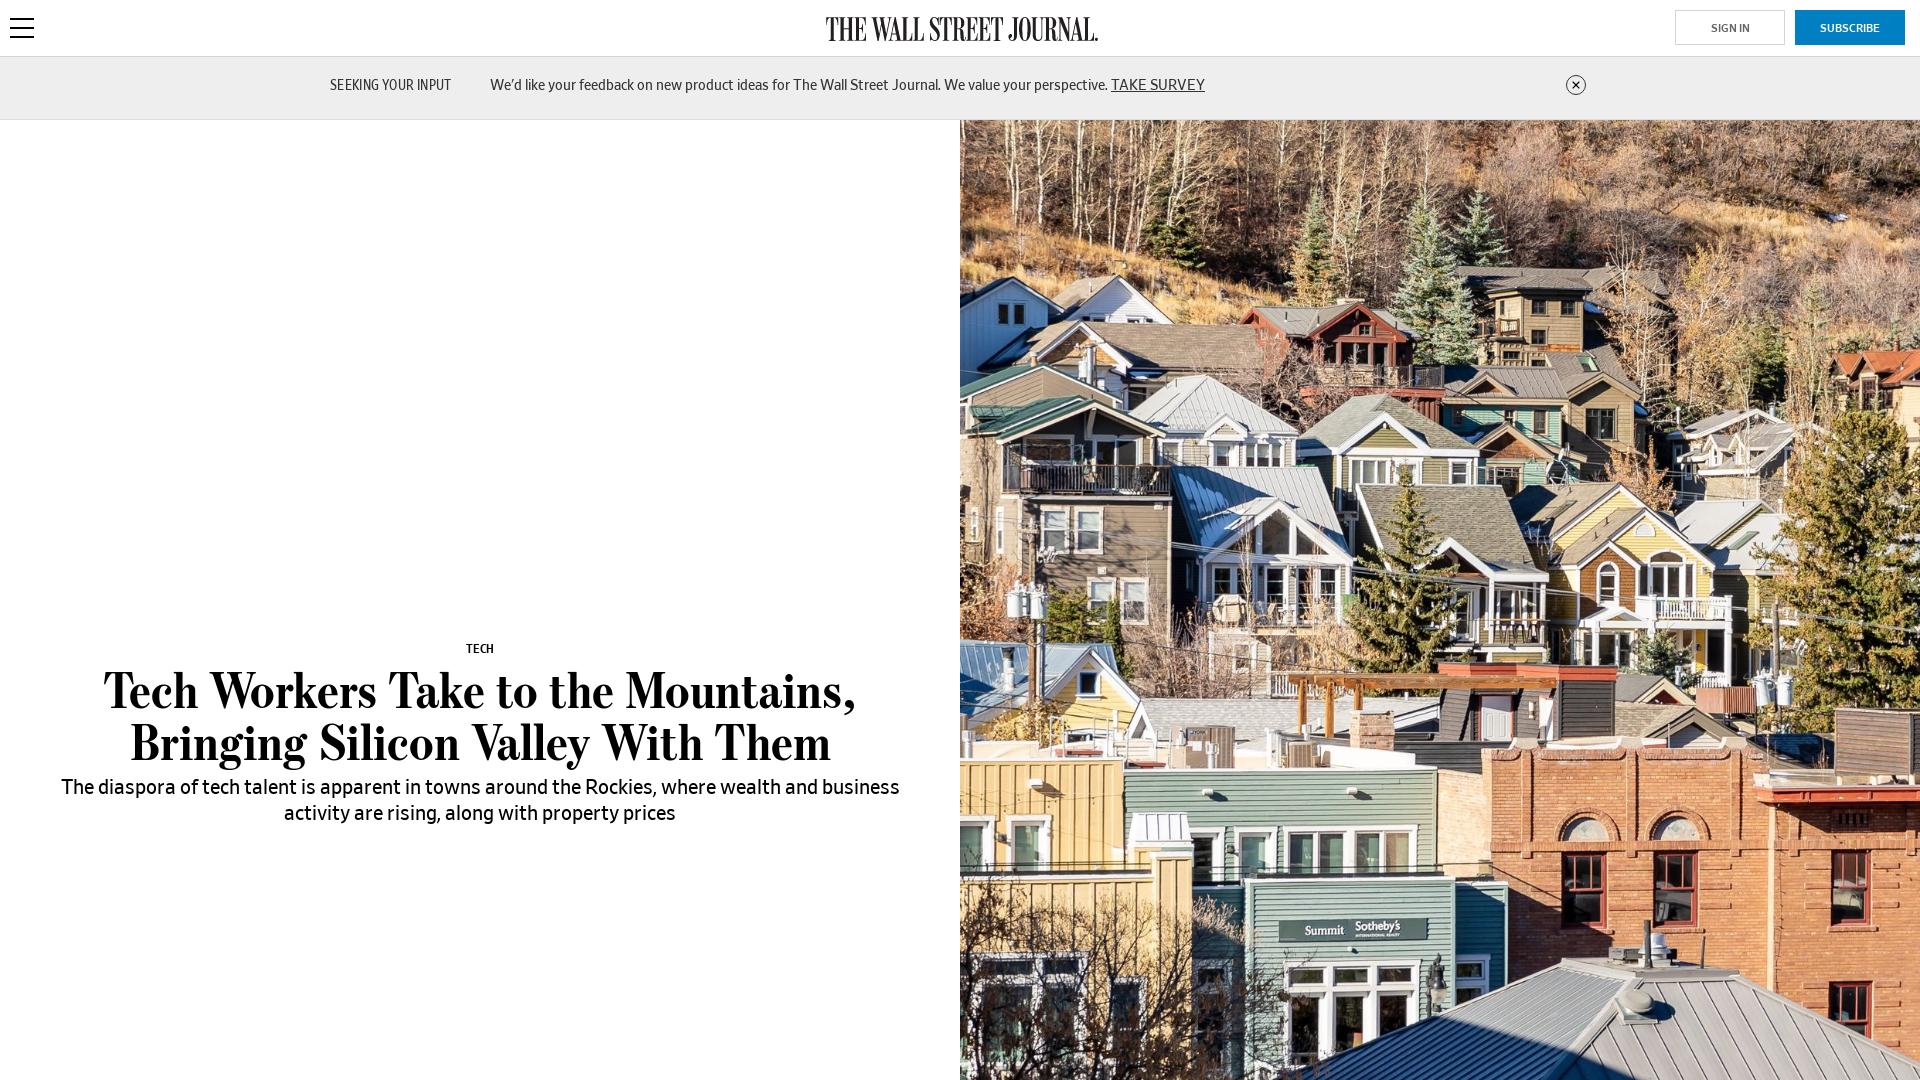 THE WALL STREET JOURNAL.
SIGN IN
SUBSCRIBE
SEEKING YOUR INPUT
We’d like your feedback on new product ideas for The Wall Street Journal. We value your perspective. TAKE SURVEY
TECH
Tech Workers Take to the Mountains,
Bringing Silicon Valley With Them
The diaspora of tech talent is apparent in towns around the Rockies, where wealth and business
activity are rising, along with property prices
YORK
Summit
Sotheby's
INTERNATIONAL REALTY